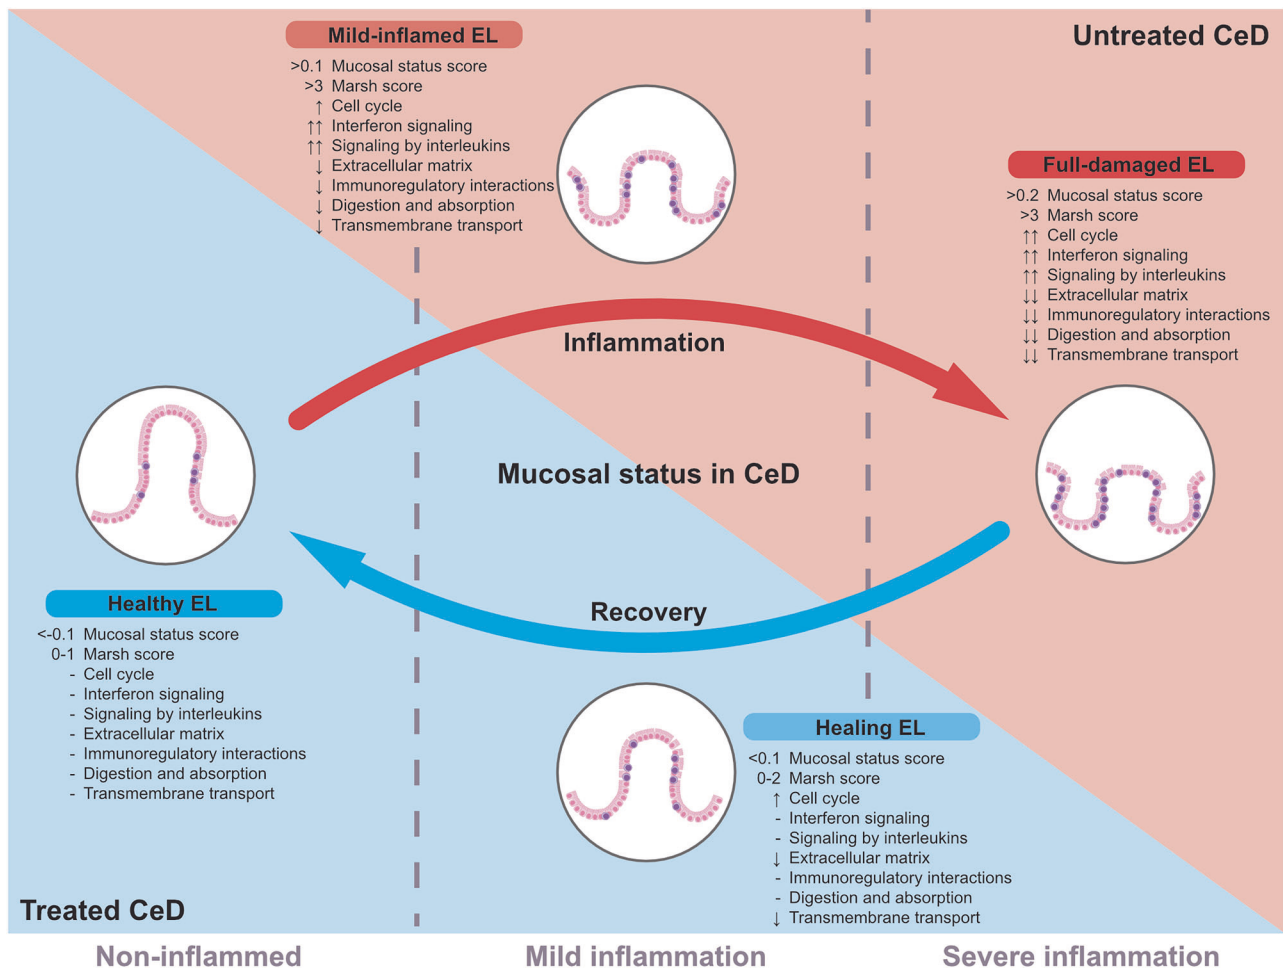 Untreated CeD
Mild-inflamed EL
>0.1 Mucosal status score
>3 Marsh score
↑ Cell cycle
↑↑ Interferon signaling
↑↑ Signaling by interleukins
↓ Extracellular matrix
↓ Immunoregulatory interactions
↓ Digestion and absorption
↓ Transmembrane transport
Full-damaged EL
>0.2 Mucosal status score
>3 Marsh score
↑↑ Cell cycle
↑↑ Interferon signaling
↑↑ Signaling by interleukins
↓↓ Extracellular matrix
↓↓ Immunoregulatory interactions
↓↓ Digestion and absorption
↓↓ Transmembrane transport
Inflammation
Mucosal status in CeD
Recovery
Healthy EL
<-0.1 Mucosal status score
0-1 Marsh score
- Cell cycle
- Interferon signaling
- Signaling by interleukins
- Extracellular matrix
- Immunoregulatory interactions
- Digestion and absorption
- Transmembrane transport
Healing EL
<0.1 Mucosal status score
0-2 Marsh score
↑ Cell cycle
- Interferon signaling
- Signaling by interleukins
↓ Extracellular matrix
- Immunoregulatory interactions
- Digestion and absorption
↓ Transmembrane transport
Treated CeD
Non-inflammed
Mild inflammation
Severe inflammation